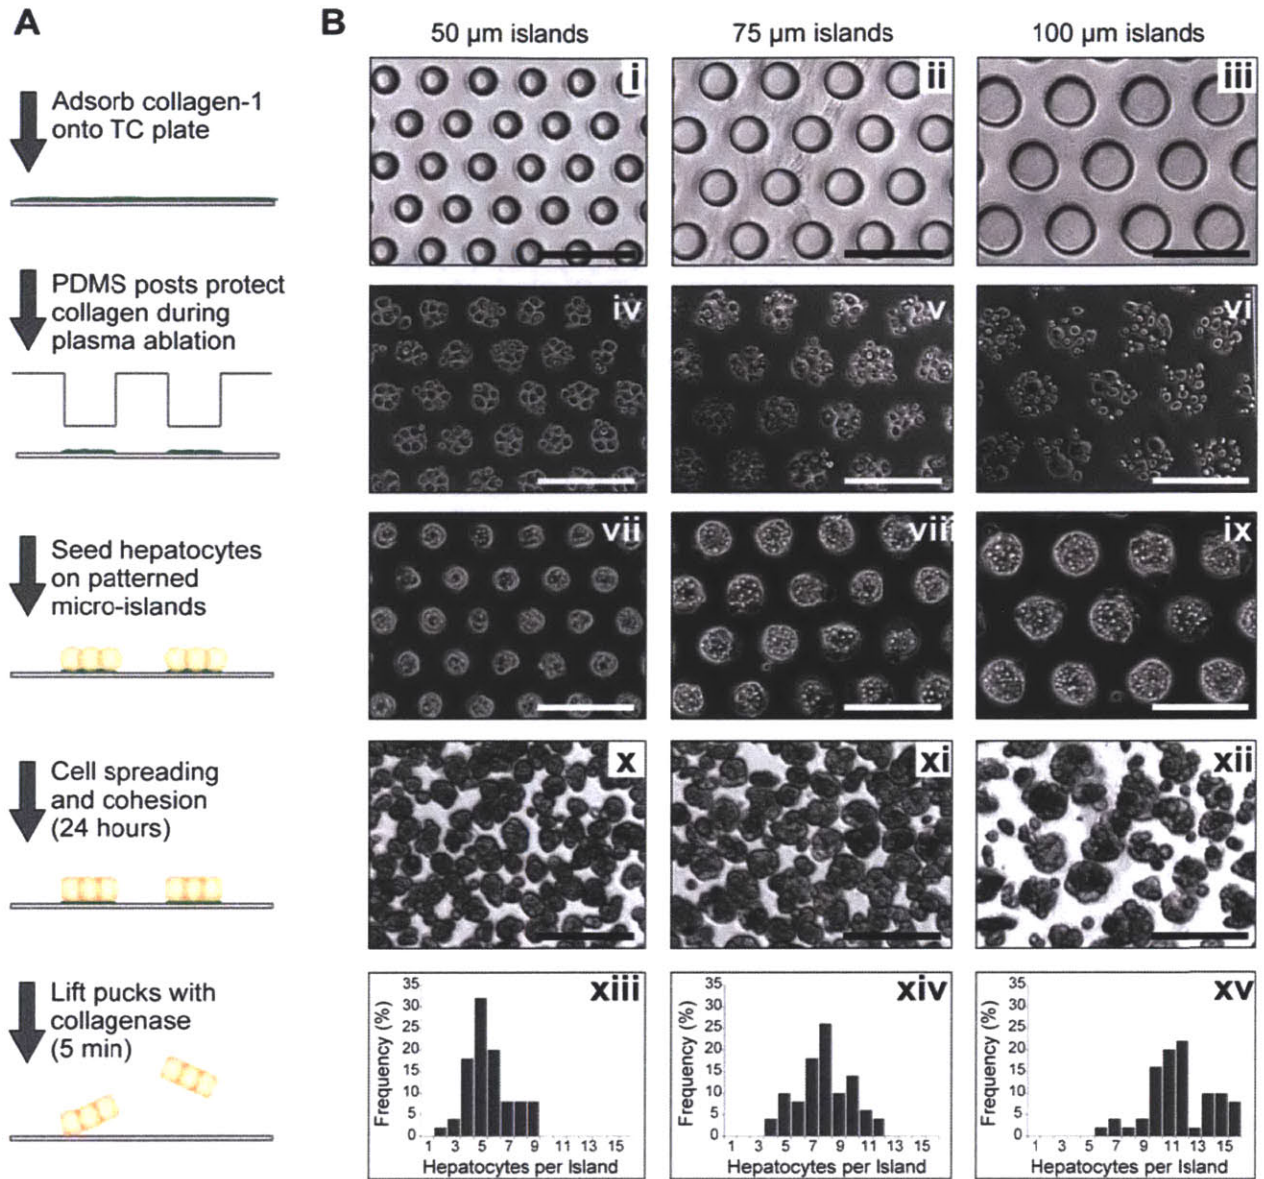 A
Adsorb collagen-1
onto TC plate
PDMS posts protect
collagen during
plasma ablation
Seed hepatocytes
on patterned
micro-islands
Cell spreading
and cohesion
(24 hours)
Lift pucks with
collagenase
(5 min)
B
50 µm islands
75 µm islands
100 µm islands
i
ii
iii
iv
v
vi
vii
viii
ix
x
xi
xii
xiii
Frequency (%)
35
30
25
20
15
10
5
0
1 3 5 7 9 11 13 15
Hepatocytes per Island
xiv
Frequency (%)
35
30
25
20
15
10
5
0
1 3 5 7 9 11 13 15
Hepatocytes per Island
xv
Frequency (%)
35
30
25
20
15
10
5
0
1 3 5 7 9 11 13 15
Hepatocytes per Island